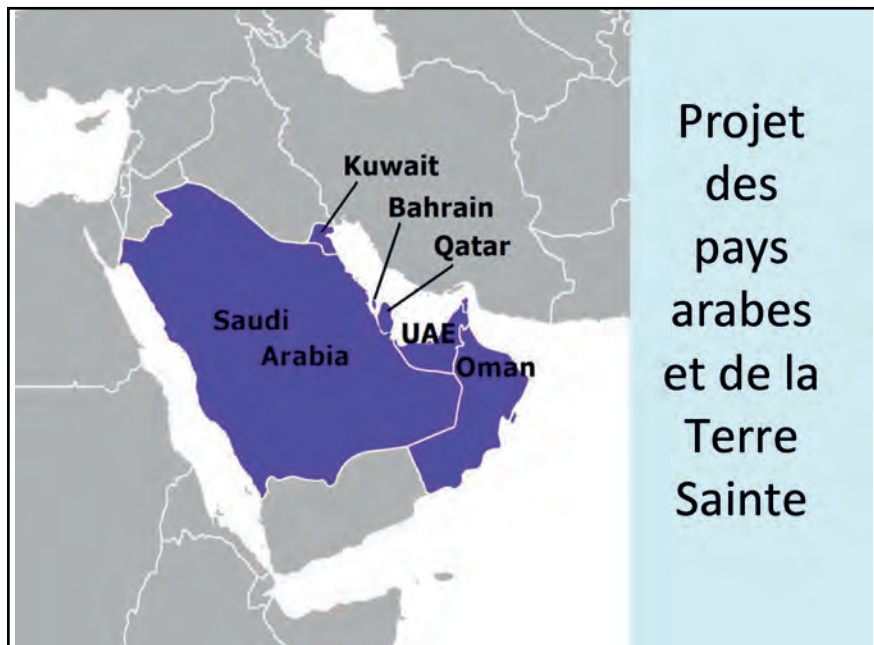 Kuwait
Bahrain
Qatar
Saudi
Arabia
UAE
Oman
Projet
des
pays
arabes
et de la
Terre
Sainte